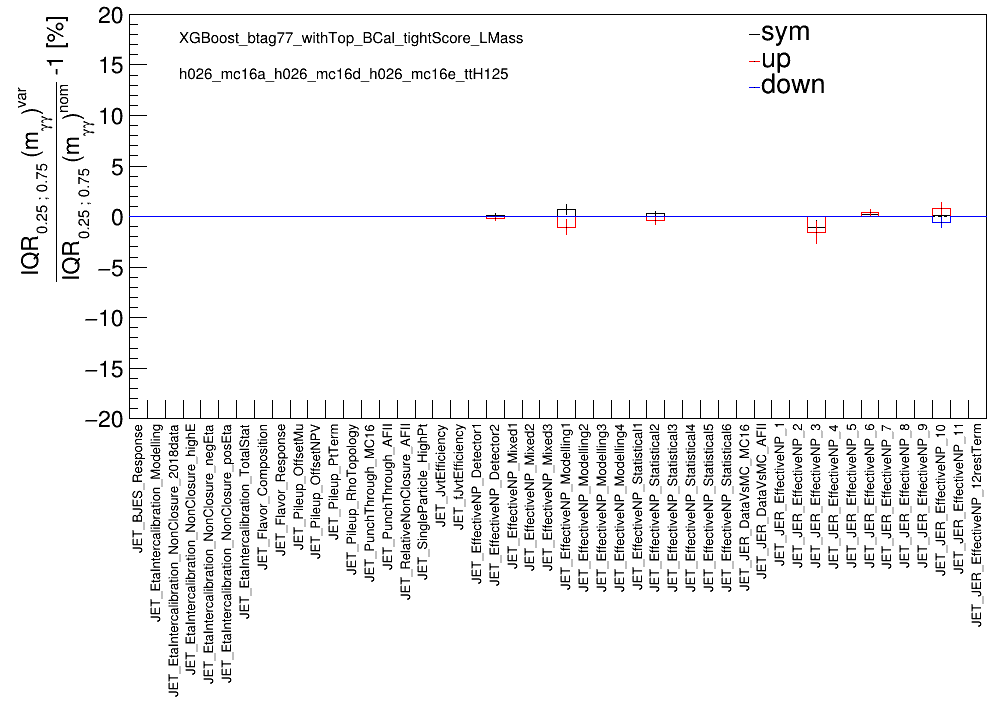 XGBoost_btag77_withTop_BCal_tightScore_LMass
h026_mc16a_h026_mc16d_h026_mc16e_ttH125
sym
up
down
IQR0.25 ; 0.75 (mγγ)var
IQR0.25 ; 0.75 (mγγ)nom
-1 [%]
20
15
10
5
0
−5
−10
−15
−20
JET_BJES_Response
JET_EtaIntercalibration_Modelling
JET_EtaIntercalibration_NonClosure_2018data
JET_EtaIntercalibration_NonClosure_highE
JET_EtaIntercalibration_NonClosure_negEta
JET_EtaIntercalibration_NonClosure_posEta
JET_EtaIntercalibration_TotalStat
JET_Flavor_Composition
JET_Flavor_Response
JET_Pileup_OffsetMu
JET_Pileup_OffsetNPV
JET_Pileup_PtTerm
JET_Pileup_RhoTopology
JET_PunchThrough_MC16
JET_PunchThrough_AFII
JET_RelativeNonClosure_AFII
JET_SingleParticle_HighPt
JET_JvtEfficiency
JET_fJvtEfficiency
JET_EffectiveNP_Detector1
JET_EffectiveNP_Detector2
JET_EffectiveNP_Mixed1
JET_EffectiveNP_Mixed2
JET_EffectiveNP_Mixed3
JET_EffectiveNP_Modelling1
JET_EffectiveNP_Modelling2
JET_EffectiveNP_Modelling3
JET_EffectiveNP_Modelling4
JET_EffectiveNP_Statistical1
JET_EffectiveNP_Statistical2
JET_EffectiveNP_Statistical3
JET_EffectiveNP_Statistical4
JET_EffectiveNP_Statistical5
JET_EffectiveNP_Statistical6
JET_JER_DataVsMC_MC16
JET_JER_DataVsMC_AFII
JET_JER_EffectiveNP_1
JET_JER_EffectiveNP_2
JET_JER_EffectiveNP_3
JET_JER_EffectiveNP_4
JET_JER_EffectiveNP_5
JET_JER_EffectiveNP_6
JET_JER_EffectiveNP_7
JET_JER_EffectiveNP_8
JET_JER_EffectiveNP_9
JET_JER_EffectiveNP_10
JET_JER_EffectiveNP_11
JET_JER_EffectiveNP_12restTerm